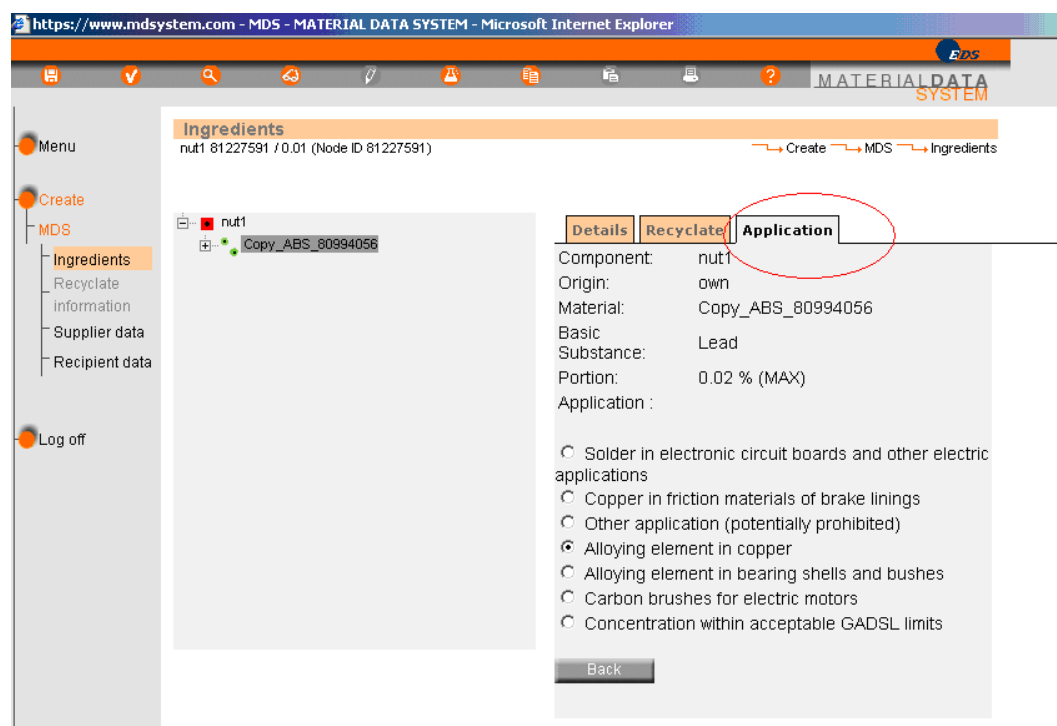 https://www.mdsystem.com - MDS - MATERIAL DATA SYSTEM - Microsoft Internet Explorer
EDS
?
MATERIALDATA
SYSTEM
Ingredients
Menu
nut1 81227591 / 0.01 (Node ID 81227591)
Create MDS Ingredients
Create
MDS
Ingredients
Recyclate
information
Supplier data
Recipient data
Log off
nut1
Copy_ABS_80994056
Details Recyclate Application
Component: nut1
Origin: own
Material: Copy_ABS_80994056
Basic
Substance: Lead
Portion: 0.02 % (MAX)
Application :
Solder in electronic circuit boards and other electric
applications
Copper in friction materials of brake linings
Other application (potentially prohibited)
Alloying element in copper
Alloying element in bearing shells and bushes
Carbon brushes for electric motors
Concentration within acceptable GADSL limits
Back